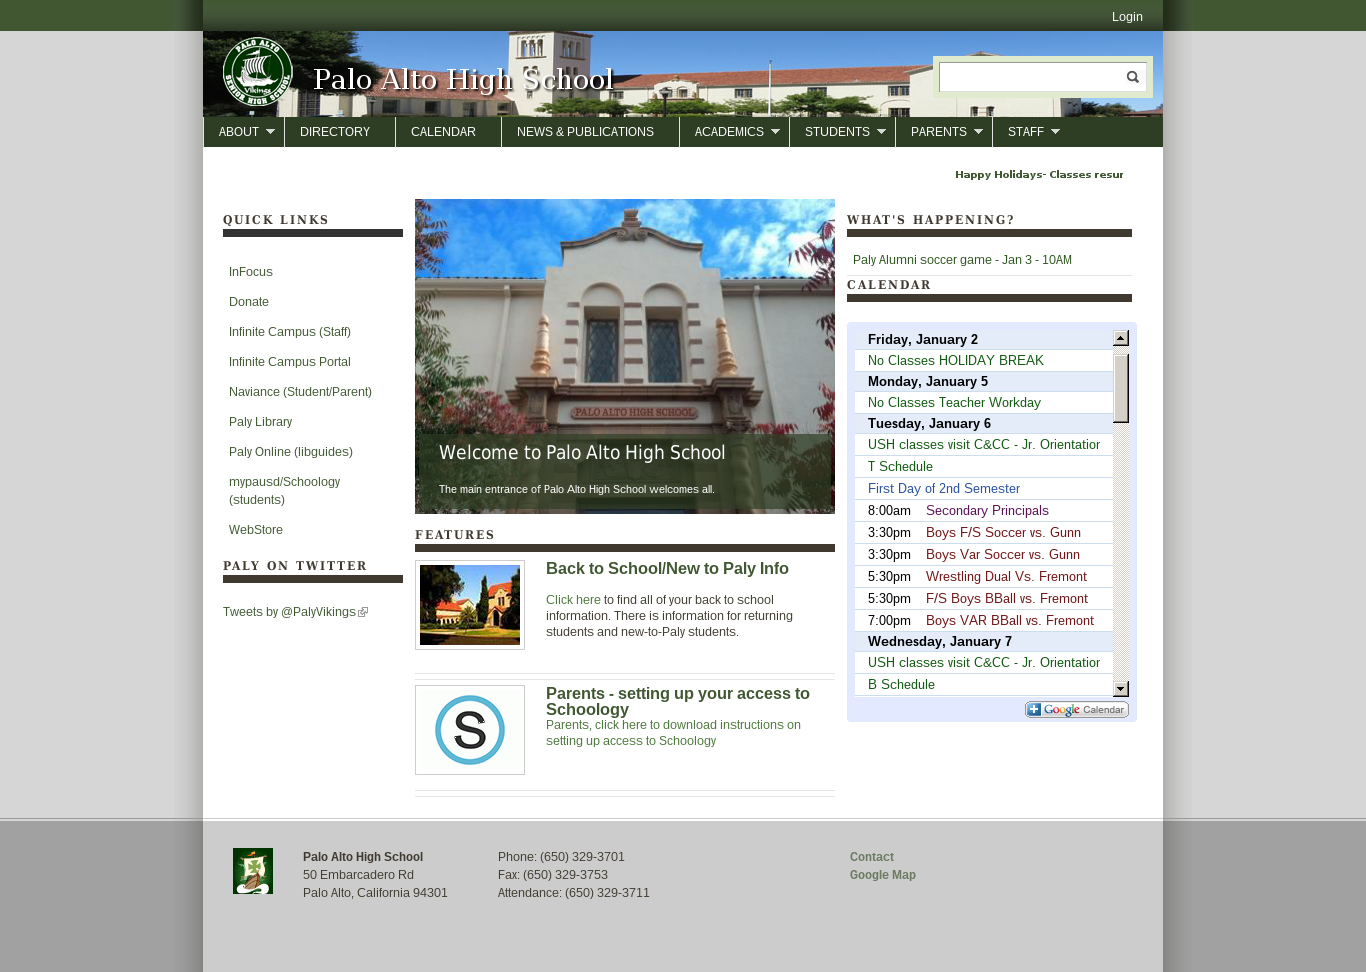 Login
PALO ALTO
Vikings
SENIOR HIGH SCHOOL
Palo Alto High School
ABOUT
DIRECTORY
CALENDAR
NEWS & PUBLICATIONS
ACADEMICS
STUDENTS
PARENTS
STAFF
Happy Holidays- Classes resur
QUICK LINKS
InFocus
Donate
Infinite Campus (Staff)
Infinite Campus Portal
Naviance (Student/Parent)
Paly Library
Paly Online (libguides)
mypausd/Schoology
(students)
WebStore
PALY ON TWITTER
Tweets by @PalyVikings
PALO ALTO HIGH SCHOOL
Welcome to Palo Alto High School
The main entrance of Palo Alto High School welcomes all.
FEATURES
Back to School/New to Paly Info
Click here to find all of your back to school
information. There is information for returning
students and new-to-Paly students.
S
Parents - setting up your access to
Schoology
Parents, click here to download instructions on
setting up access to Schoology
WHAT'S HAPPENING?
Paly Alumni soccer game - Jan 3 - 10AM
CALENDAR
Friday, January 2
No Classes HOLIDAY BREAK
Monday, January 5
No Classes Teacher Workday
Tuesday, January 6
USH classes visit C&CC - Jr. Orientation
T Schedule
First Day of 2nd Semester
8:00am Secondary Principals
3:30pm Boys F/S Soccer vs. Gunn
3:30pm Boys Var Soccer vs. Gunn
5:30pm Wrestling Dual Vs. Fremont
5:30pm F/S Boys BBall vs. Fremont
7:00pm Boys VAR BBall vs. Fremont
Wednesday, January 7
USH classes visit C&CC - Jr. Orientation
B Schedule
Google Calendar
Palo Alto High School
50 Embarcadero Rd
Palo Alto, California 94301
Phone: (650) 329-3701
Fax: (650) 329-3753
Attendance: (650) 329-3711
Contact
Google Map